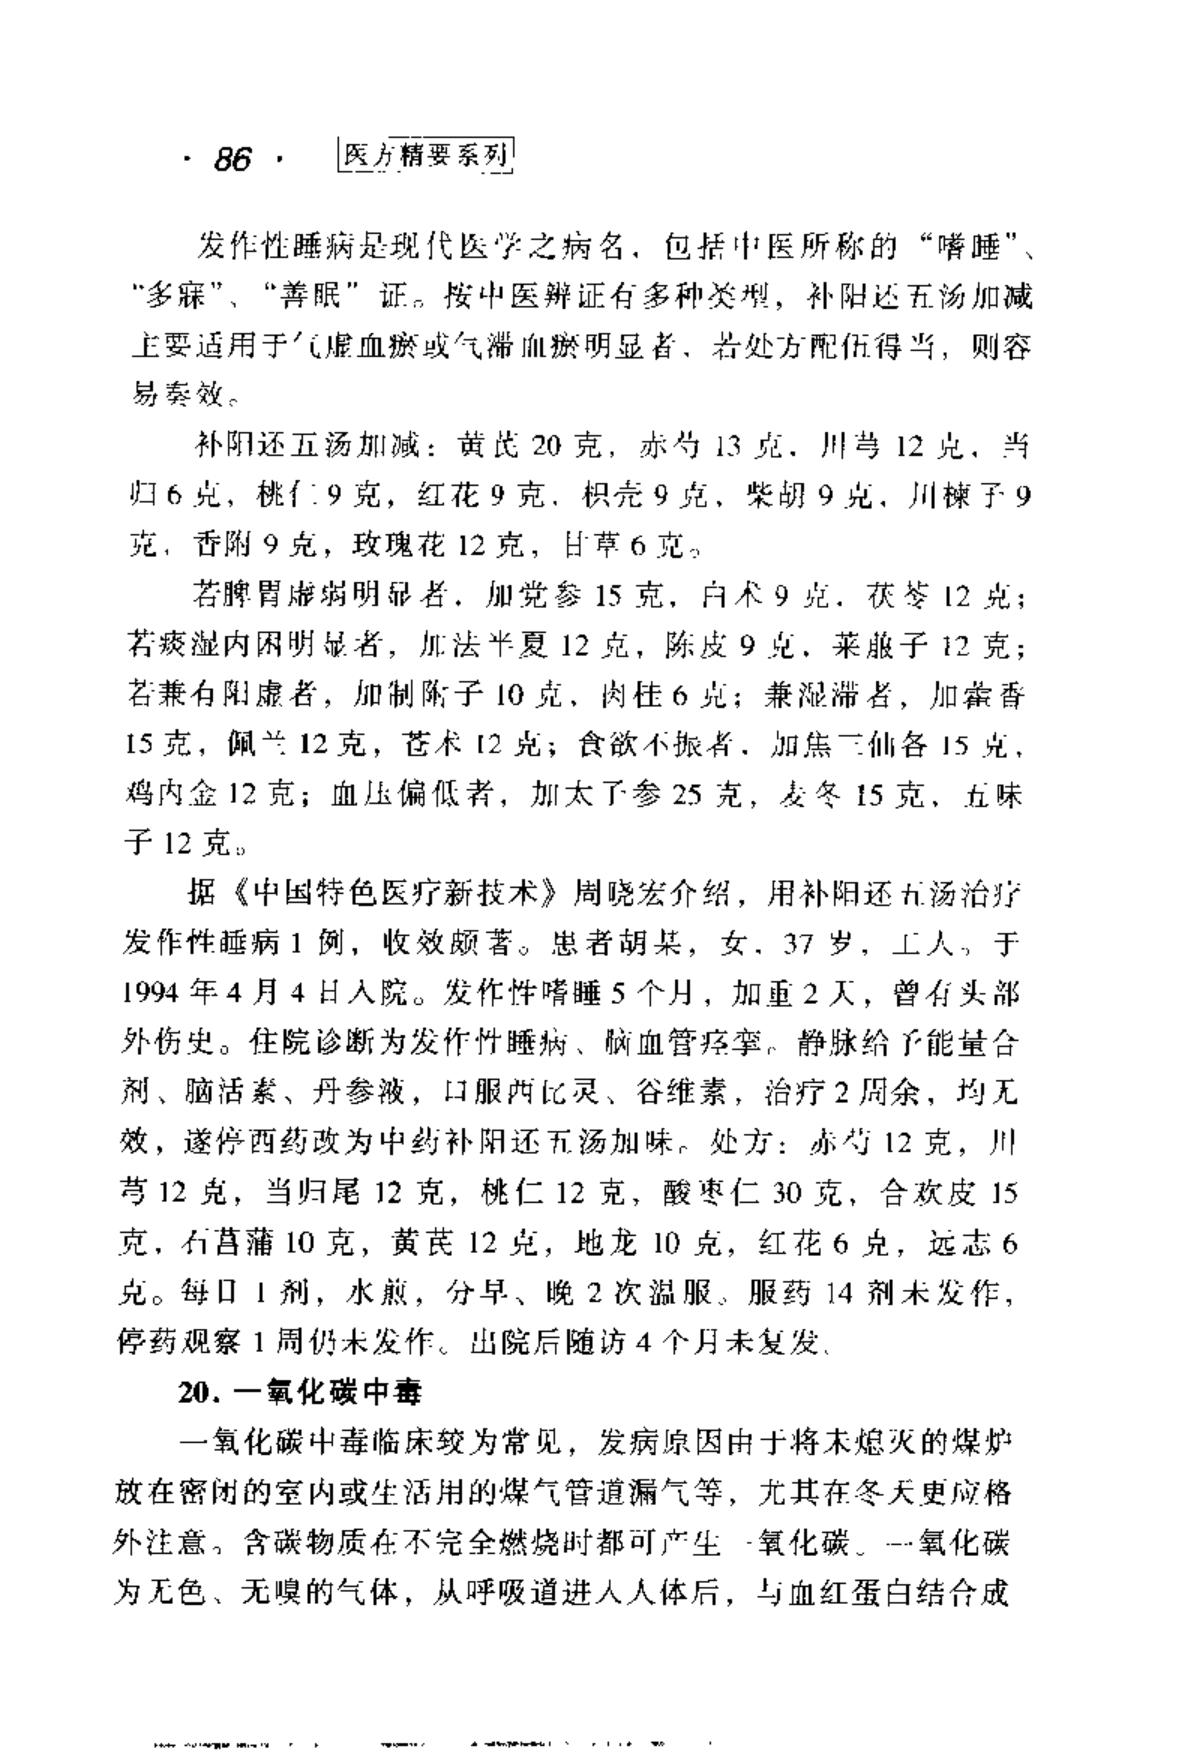 · 86 · 医方精要系列
发作性睡病是现代医学之病名，包括中医所称的“嗜睡”、
“多寐”、“善眠”证。按中医辨证有多种类型，补阳还五汤加减
主要适用于气虚血瘀或气滞血瘀明显者，若处方配伍得当，则容
易奏效。
补阳还五汤加减：黄芪 20 克，赤芍 13 克，川芎 12 克，当
归 6 克，桃仁 9 克，红花 9 克，枳壳 9 克，柴胡 9 克，川楝子 9
克，香附 9 克，玫瑰花 12 克，甘草 6 克。
若脾胃虚弱明显者，加党参 15 克，白术 9 克，茯苓 12 克；
若痰湿内困明显者，加法半夏 12 克，陈皮 9 克，莱菔子 12 克；
若兼有阳虚者，加制附子 10 克，肉桂 6 克；兼湿滞者，加藿香
15 克，佩兰 12 克，苍术 12 克；食欲不振者，加焦三仙各 15 克，
鸡内金 12 克；血压偏低者，加太子参 25 克，麦冬 15 克，五味
子 12 克。
据《中国特色医疗新技术》周晓宏介绍，用补阳还五汤治疗
发作性睡病 1 例，收效颇著。患者胡某，女，37 岁，工人。于
1994 年 4 月 4 日入院。发作性嗜睡 5 个月，加重 2 天，曾有头部
外伤史。住院诊断为发作性睡病、脑血管痉挛。静脉给予能量合
剂、脑活素、丹参液，口服西比灵、谷维素，治疗 2 周余，均无
效，遂停西药改为中药补阳还五汤加味。处方：赤芍 12 克，川
芎 12 克，当归尾 12 克，桃仁 12 克，酸枣仁 30 克，合欢皮 15
克，石菖蒲 10 克，黄芪 12 克，地龙 10 克，红花 6 克，远志 6
克。每日 1 剂，水煎，分早、晚 2 次温服。服药 14 剂未发作，
停药观察 1 周仍未发作。出院后随访 4 个月未复发。
20. 一氧化碳中毒
一氧化碳中毒临床较为常见，发病原因由于将未熄灭的煤炉
放在密闭的室内或生活用的煤气管道漏气等，尤其在冬天更应格
外注意。含碳物质在不完全燃烧时都可产生一氧化碳。一氧化碳
为无色、无嗅的气体，从呼吸道进入人体后，与血红蛋白结合成